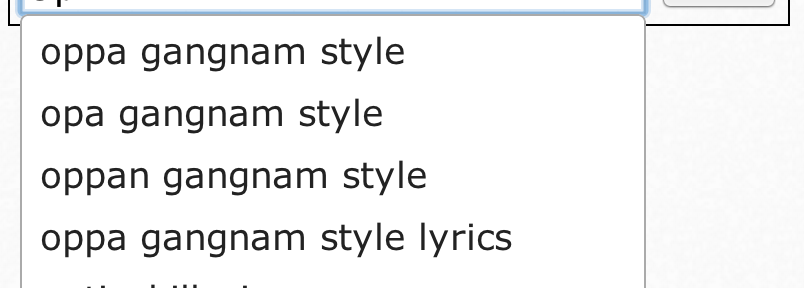 oppa gangnam style
opa gangnam style
oppan gangnam style
oppa gangnam style lyrics